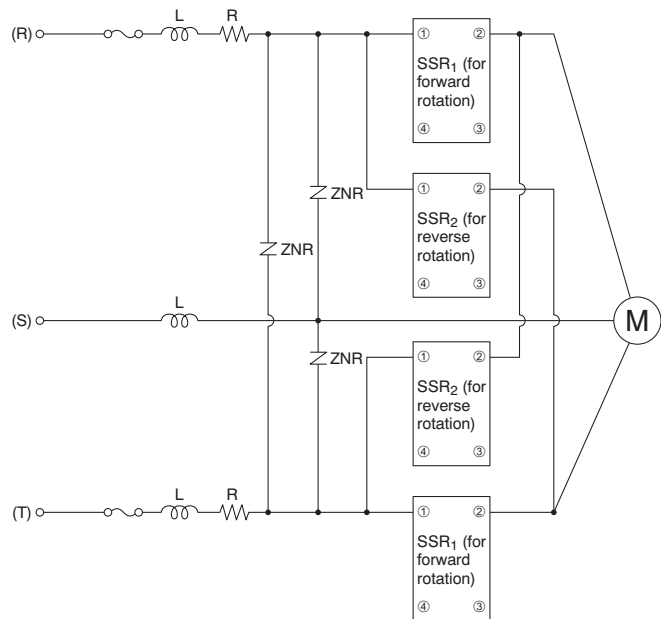 (R)
L
R
① ②
SSR₁ (for
forward
rotation)
④ ③
ZNR
① ②
SSR₂ (for
reverse
rotation)
④ ③
ZNR
(S)
L
M
ZNR
① ②
SSR₂ (for
reverse
rotation)
④ ③
(T)
L
R
① ②
SSR₁ (for
forward
rotation)
④ ③